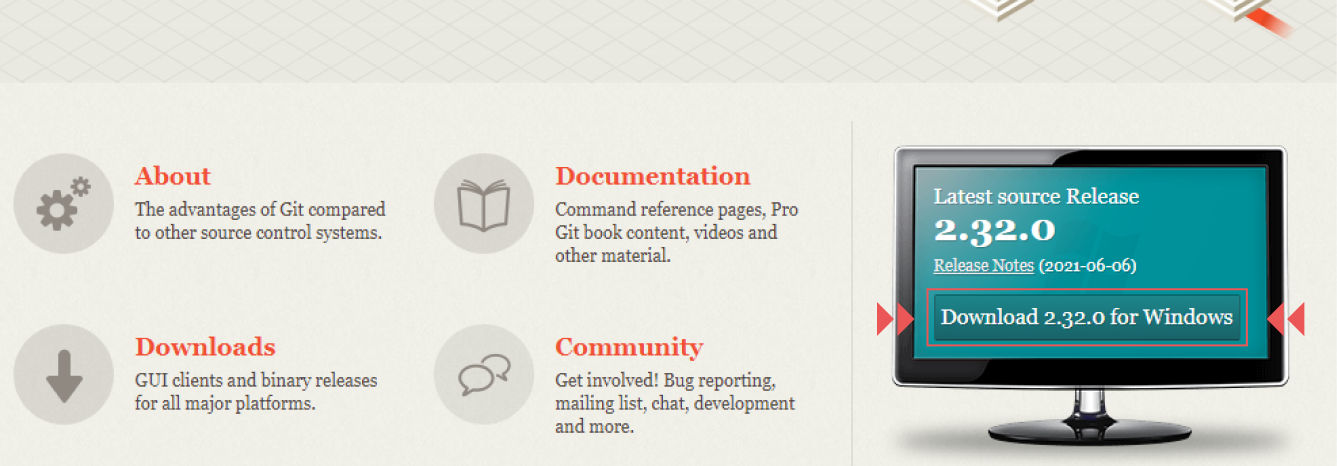 About
The advantages of Git compared
to other source control systems.
Documentation
Command reference pages, Pro
Git book content, videos and
other material.
Downloads
GUI clients and binary releases
for all major platforms.
Community
Get involved! Bug reporting,
mailing list, chat, development
and more.
Latest source Release
2.32.0
Release Notes (2021-06-06)
Download 2.32.0 for Windows